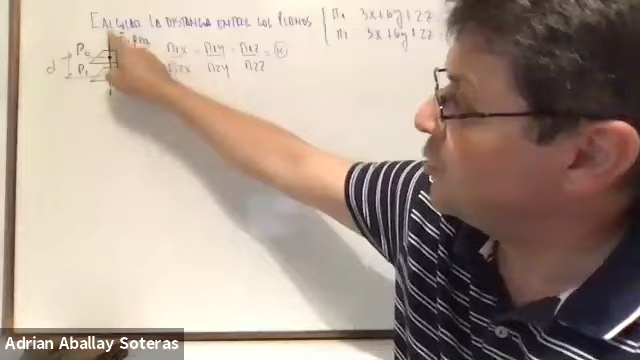 CALCULAR LA DISTANCIA ENTRE LOS PLANOS { π1 3x+6y+2z=
π2 3x+6y+2z=
n1x/n2x = n1y/n2y = n1z/n2z = K
P0
d P1
Adrian Aballay Soteras